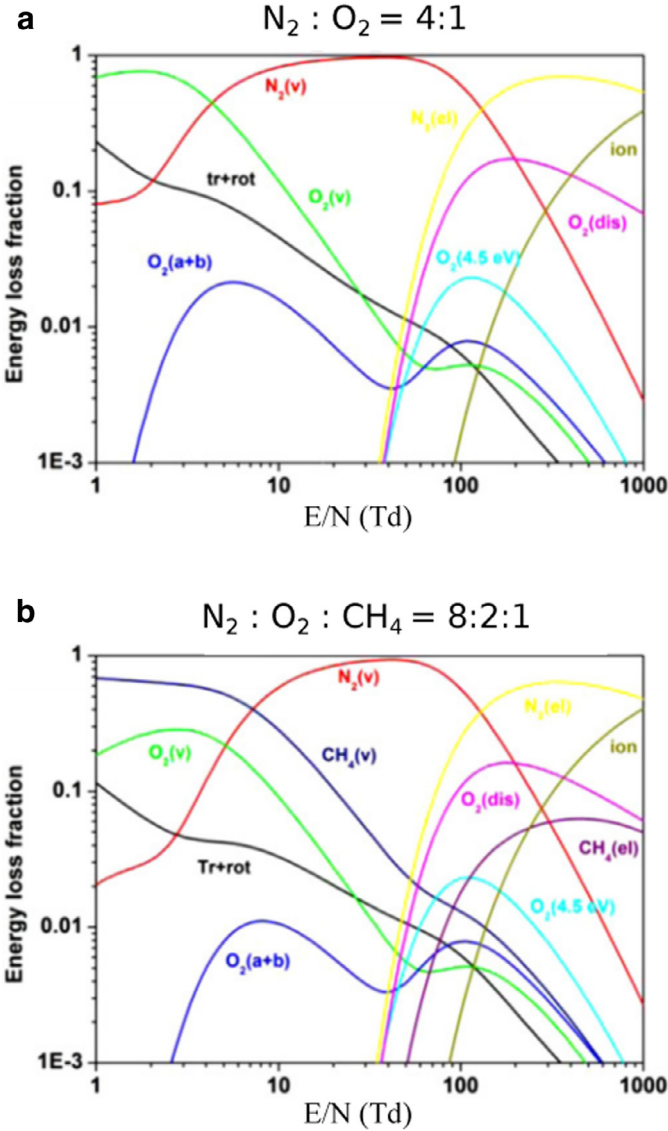 a
N₂ : O₂ = 4:1
Energy loss fraction
1
0.1
0.01
1E-3
N₂(v)
N₂(el)
ion
tr+rot
O₂(v)
O₂(dis)
O₂(a+b)
O₂(4.5 eV)
1
10
100
1000
E/N (Td)
b
N₂ : O₂ : CH₄ = 8:2:1
Energy loss fraction
1
0.1
0.01
1E-3
N₂(v)
N₂(el)
O₂(v)
CH₄(v)
ion
O₂(dis)
CH₄(el)
Tr+rot
O₂(4.5 eV)
O₂(a+b)
1
10
100
1000
E/N (Td)